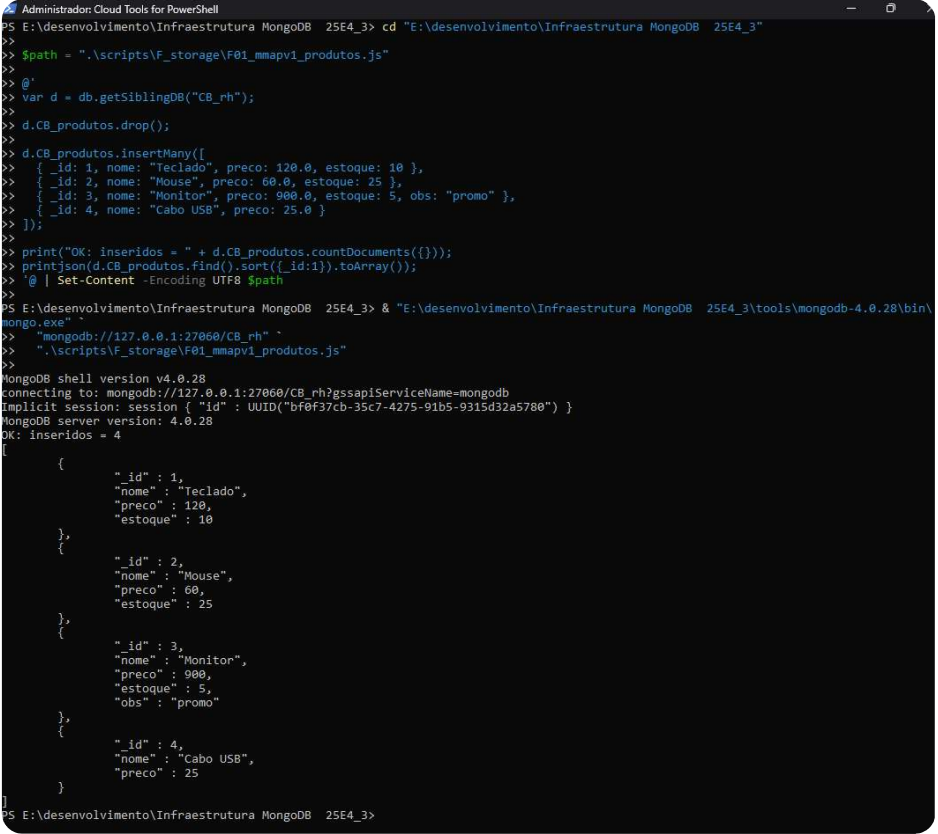 Administrador: Cloud Tools for PowerShell
PS E:\desenvolvimento\Infraestrutura MongoDB  25E4_3> cd "E:\desenvolvimento\Infraestrutura MongoDB  25E4_3"
>>
>> $path = ".\scripts\F_storage\F01_mmapv1_produtos.js"
>>
>> @'
>> var d = db.getSiblingDB("CB_rh");
>>
>> d.CB_produtos.drop();
>>
>> d.CB_produtos.insertMany([
>>   { _id: 1, nome: "Teclado", preco: 120.0, estoque: 10 },
>>   { _id: 2, nome: "Mouse", preco: 60.0, estoque: 25 },
>>   { _id: 3, nome: "Monitor", preco: 900.0, estoque: 5, obs: "promo" },
>>   { _id: 4, nome: "Cabo USB", preco: 25.0 }
>> ]);
>>
>> print("OK: inseridos = " + d.CB_produtos.countDocuments({}));
>> printjson(d.CB_produtos.find().sort({_id:1}).toArray());
>> '@ | Set-Content -Encoding UTF8 $path
>>
PS E:\desenvolvimento\Infraestrutura MongoDB  25E4_3> & "E:\desenvolvimento\Infraestrutura MongoDB  25E4_3\tools\mongodb-4.0.28\bin\
mongo.exe" `
>>   "mongodb://127.0.0.1:27060/CB_rh" `
>>   ".\scripts\F_storage\F01_mmapv1_produtos.js"
>>
MongoDB shell version v4.0.28
connecting to: mongodb://127.0.0.1:27060/CB_rh?gssapiServiceName=mongodb
Implicit session: session { "id" : UUID("bf0f37cb-35c7-4275-91b5-9315d32a5780") }
MongoDB server version: 4.0.28
OK: inseridos = 4
[
        {
                "_id" : 1,
                "nome" : "Teclado",
                "preco" : 120,
                "estoque" : 10
        },
        {
                "_id" : 2,
                "nome" : "Mouse",
                "preco" : 60,
                "estoque" : 25
        },
        {
                "_id" : 3,
                "nome" : "Monitor",
                "preco" : 900,
                "estoque" : 5,
                "obs" : "promo"
        },
        {
                "_id" : 4,
                "nome" : "Cabo USB",
                "preco" : 25
        }
]
PS E:\desenvolvimento\Infraestrutura MongoDB  25E4_3>